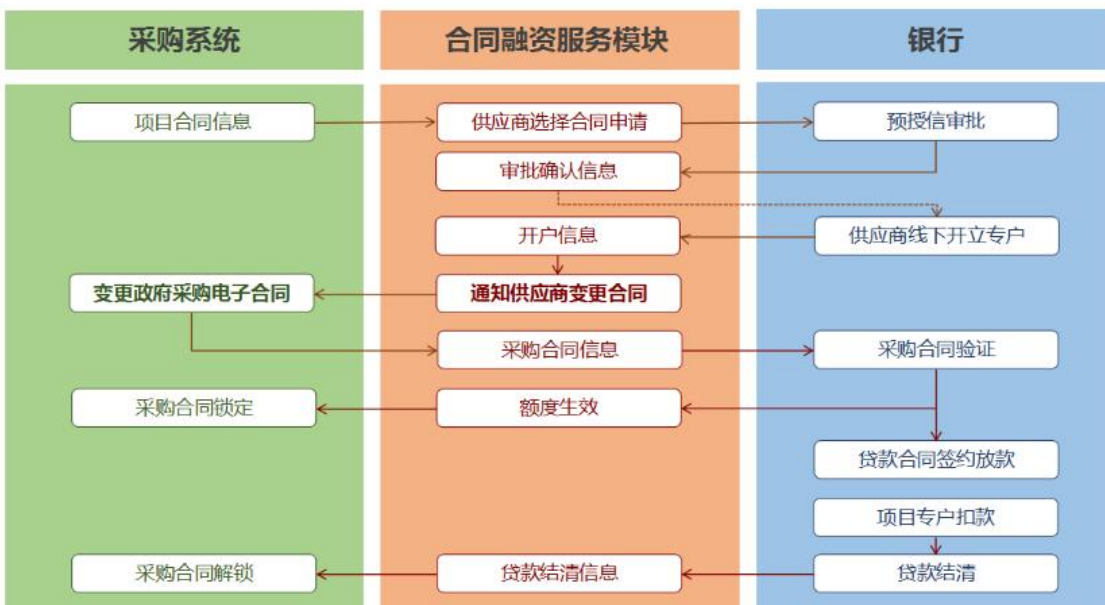 采购系统
合同融资服务模块
银行
项目合同信息
供应商选择合同申请
预授信审批
审批确认信息
开户信息
供应商线下开立专户
变更政府采购电子合同
通知供应商变更合同
采购合同信息
采购合同验证
采购合同锁定
额度生效
贷款合同签约放款
项目专户扣款
采购合同解锁
贷款结清信息
贷款结清